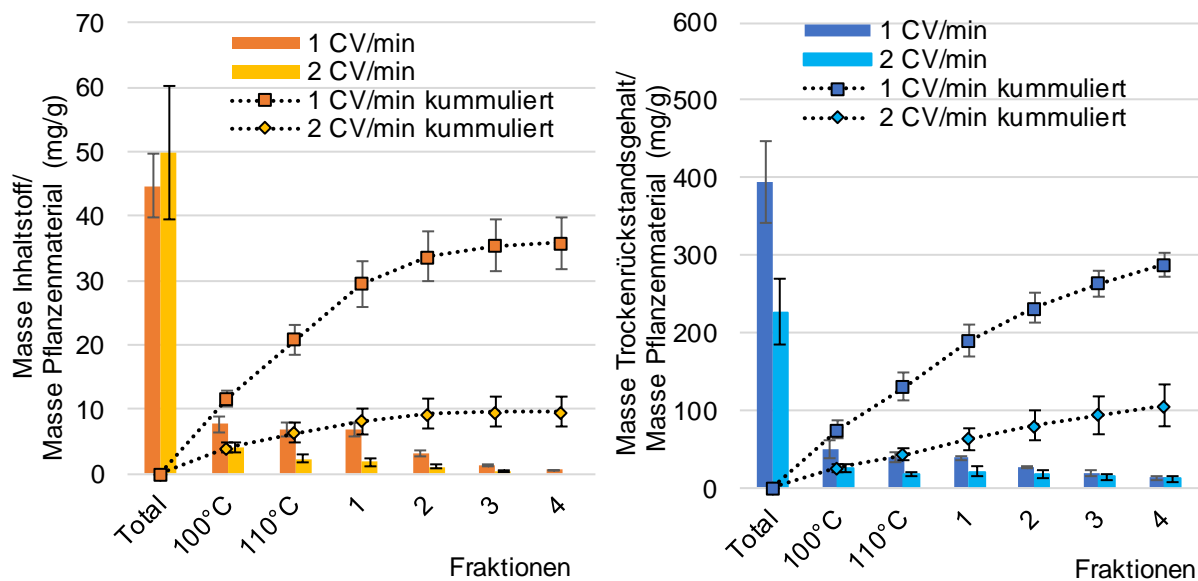 Masse Inhaltstoff/
Masse Pflanzenmaterial (mg/g)
70
60
50
40
30
20
10
0
1 CV/min
2 CV/min
1 CV/min kummuliert
2 CV/min kummuliert
Total
100°C
110°C
1
2
3
4
Fraktionen
Masse Trockenrückstandsgehalt/
Masse Pflanzenmaterial (mg/g)
600
500
400
300
200
100
0
1 CV/min
2 CV/min
1 CV/min kummuliert
2 CV/min kummuliert
Total
100°C
110°C
1
2
3
4
Fraktionen